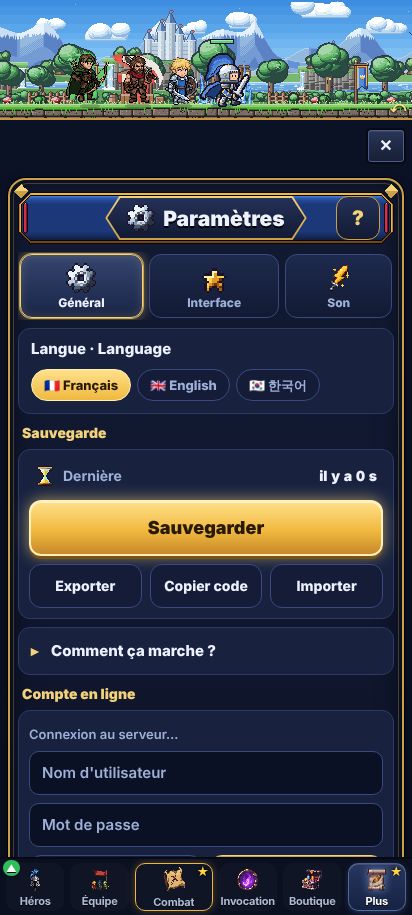 ×
Paramètres
?
Général
Interface
Son
Langue · Language
🇫🇷 Français
🇬🇧 English
🇰🇷 한국어
Sauvegarde
Dernière
il y a 0 s
Sauvegarder
Exporter
Copier code
Importer
► Comment ça marche ?
Compte en ligne
Connexion au serveur...
Nom d'utilisateur
Mot de passe
Héros
Équipe
Combat
Invocation
Boutique
Plus